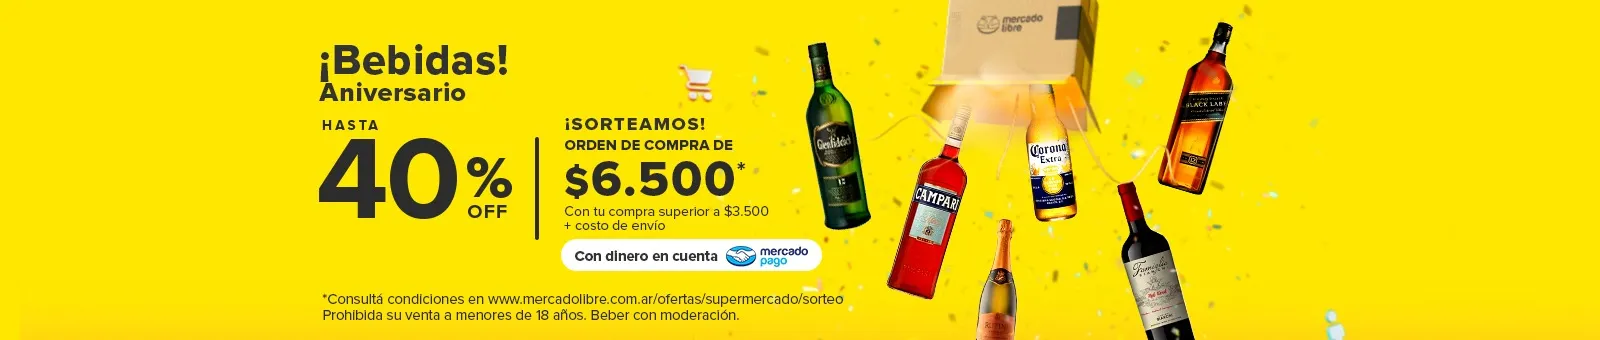 ¡Bebidas!
Aniversario
HASTA
40%
OFF
¡SORTEAMOS!
ORDEN DE COMPRA DE
$6.500*
Con tu compra superior a $3.500
+ costo de envío
Con dinero en cuenta
mercado
pago
*Consultá condiciones en www.mercadolibre.com.ar/ofertas/supermercado/sorteo
Prohibida su venta a menores de 18 años. Beber con moderación.
mercado
libre
Glenfiddich
CAMPARI
Corona
Extra
BLACK LABEL